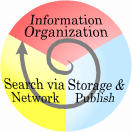 Information
Organization
Search via
Network
Storage &
Publish